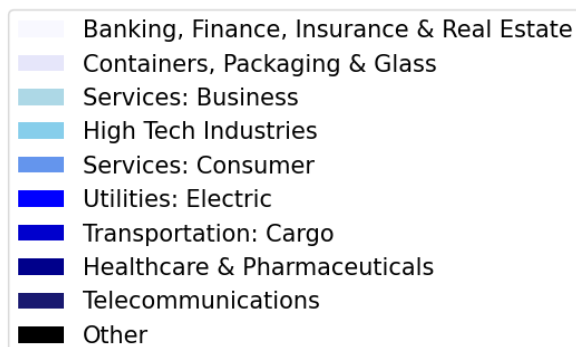 Banking, Finance, Insurance & Real Estate
Containers, Packaging & Glass
Services: Business
High Tech Industries
Services: Consumer
Utilities: Electric
Transportation: Cargo
Healthcare & Pharmaceuticals
Telecommunications
Other